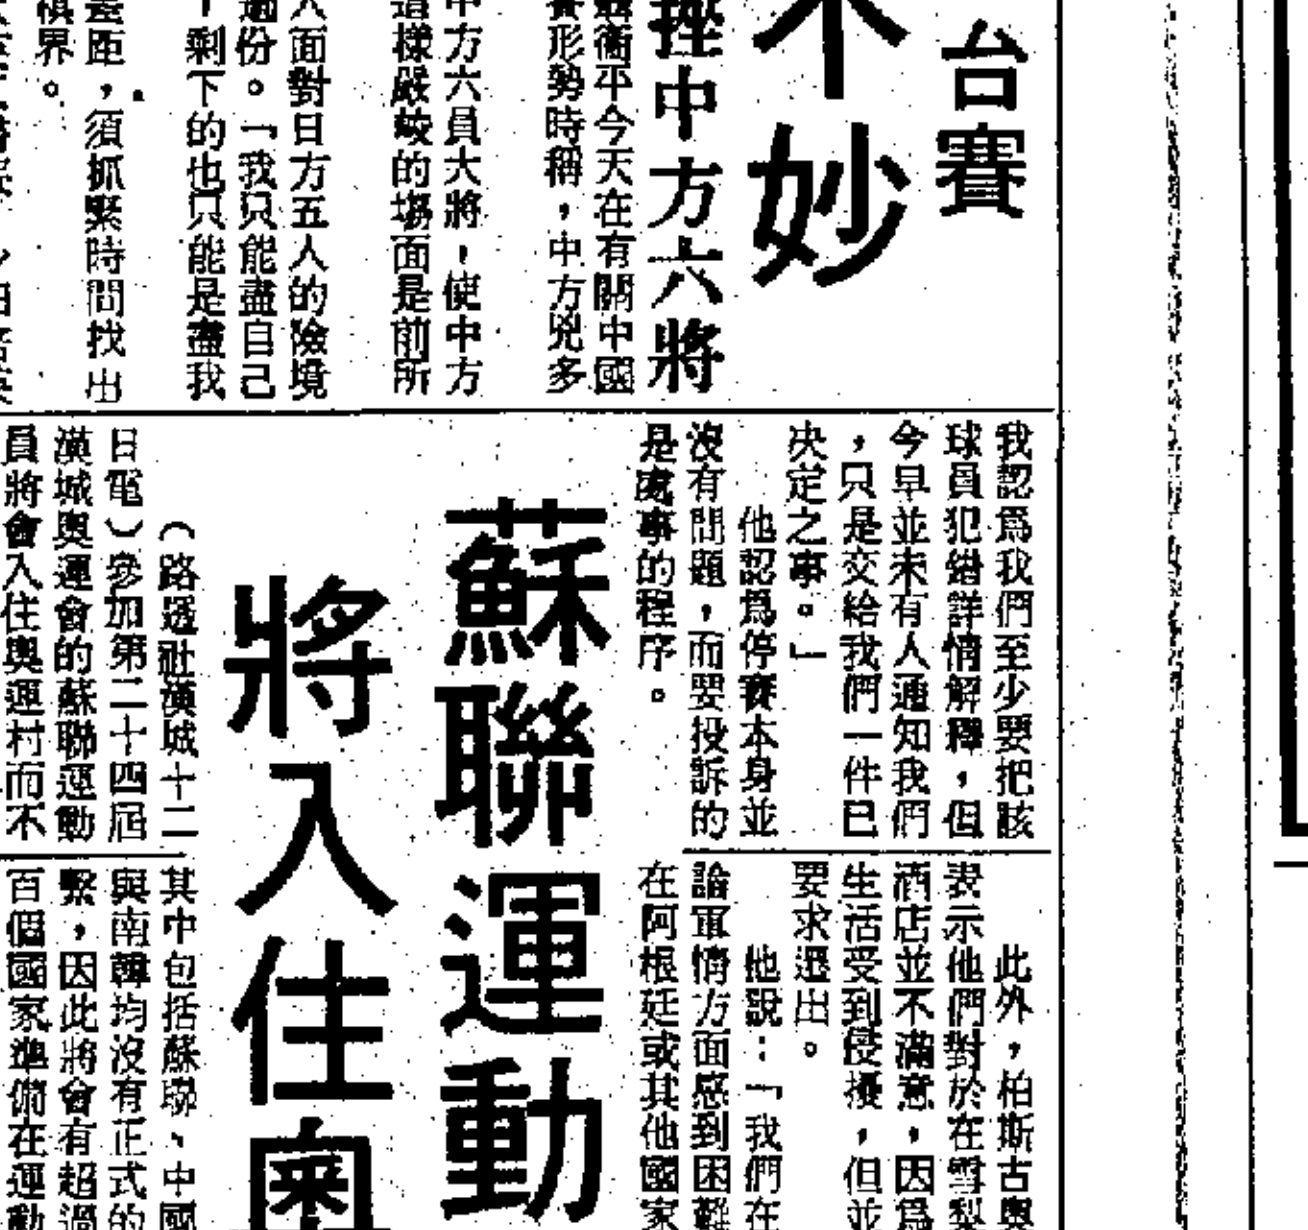 台賽
不妙
挫中方六將
衞平今天在有關中國
賽形勢時稱，中方兇多
中方六員大將，使中方
這樣嚴峻的場面是前所
人面對日方五人的險境
過份。「我只能盡自己
剩下的也只能是盡我
差距，須抓緊時間找出
棋界。
我認爲我們至少要把該
球員犯錯詳情解釋，但
今早並未有人通知我們
，只是交給我們一件已
决定之事。」
他認爲停賽本身並
沒有問題，而要投訴的
是處事的程序。
此外，柏斯古奧
表示他們對於在雪梨
酒店並不滿意，因爲
生活受到侵擾，但並
要求遷出。
他說：「我們在
論軍情方面感到困難
在阿根廷或其他國家
蘇聯運動
將入住奧
（路透社漢城十二
日電）參加第二十四屆
漢城奧運會的蘇聯運動
員將會入住奧運村而不
其中包括蘇聯、中國
與南韓均沒有正式的
繫，因此將會有超過
百個國家準備在運動